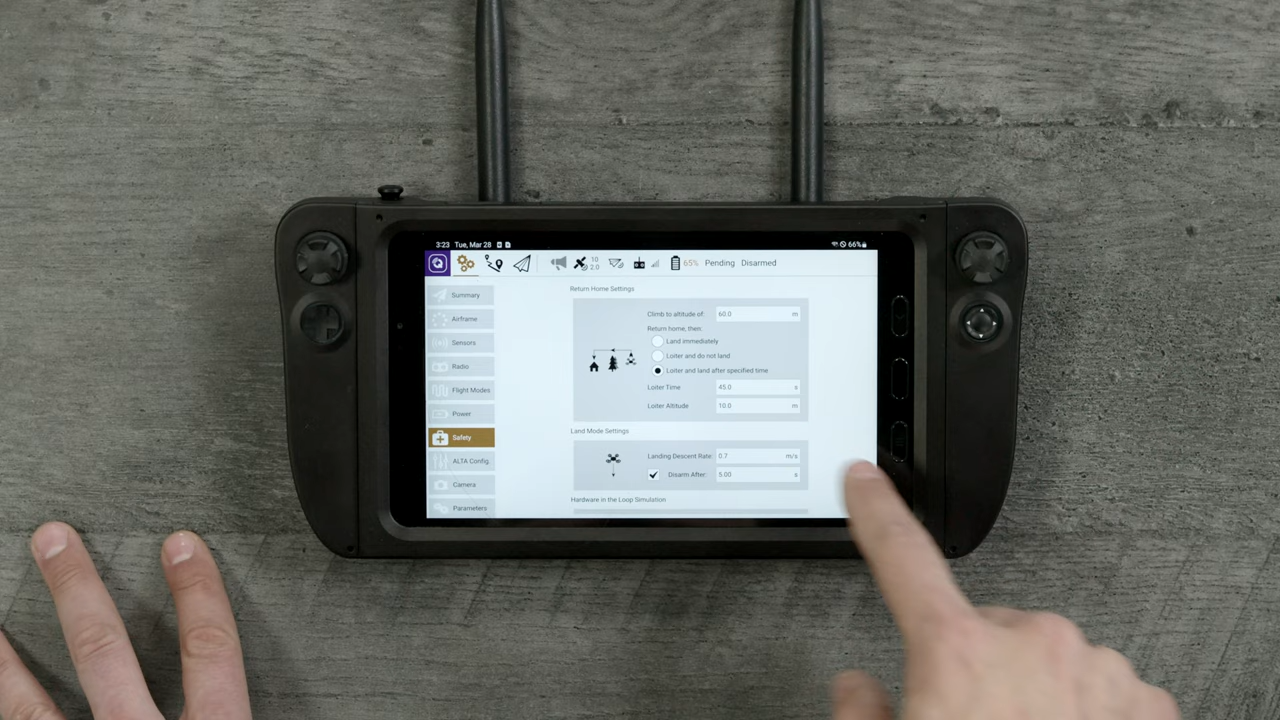 3:23 Tue, Mar 28
66%
10
2.0
65% Pending Disarmed
Summary
Airframe
Sensors
Radio
Flight Modes
Power
Safety
ALTA Config.
Camera
Parameters
Return Home Settings
Climb to altitude of: 60.0 m
Return home, then:
Land immediately
Loiter and do not land
Loiter and land after specified time
Loiter Time 45.0 s
Loiter Altitude 10.0 m
Land Mode Settings
Landing Descent Rate: 0.7 m/s
Disarm After: 5.00 s
Hardware in the Loop Simulation